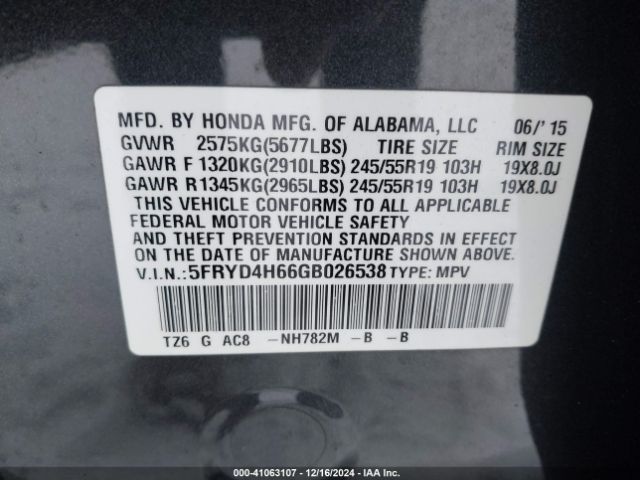 MFD. BY HONDA MFG. OF ALABAMA, LLC 06/'15
GVWR 2575KG(5677LBS) TIRE SIZE RIM SIZE
GAWR F 1320KG(2910LBS) 245/55R19 103H 19X8.0J
GAWR R1345KG(2965LBS) 245/55R19 103H 19X8.0J
THIS VEHICLE CONFORMS TO ALL APPLICABLE
FEDERAL MOTOR VEHICLE SAFETY
AND THEFT PREVENTION STANDARDS IN EFFECT
ON THE DATE OF MANUFACTURE SHOWN ABOVE.
V.I.N.: 5FRYD4H66GB026538 TYPE: MPV
TZ6 G AC8 -NH782M -B -B
000-41063107 - 12/16/2024 - IAAI.COM